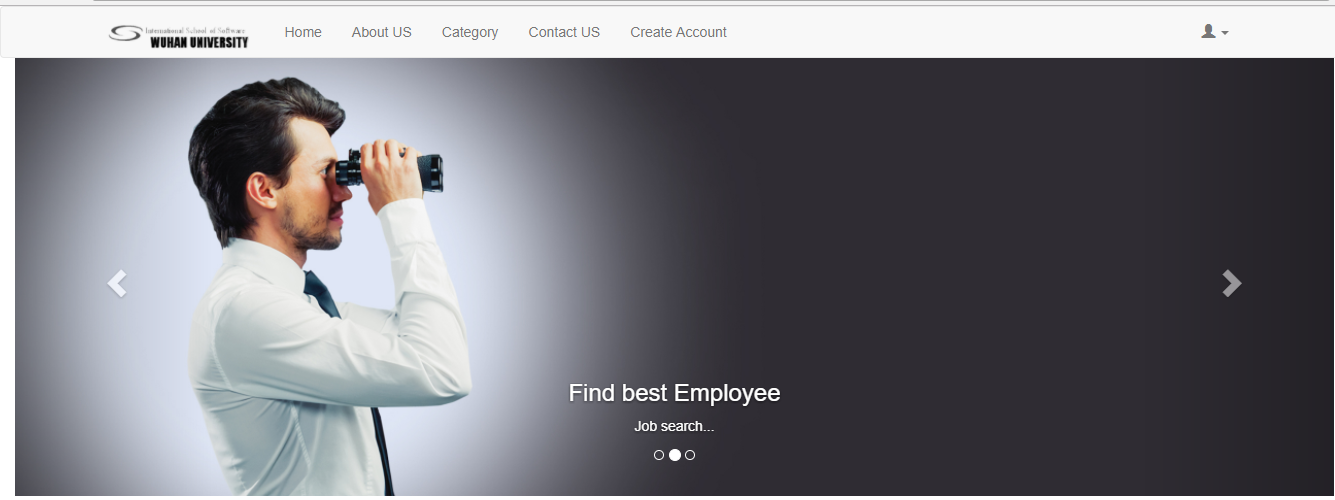 International School of Software
WUHAN UNIVERSITY
Home
About US
Category
Contact US
Create Account
Find best Employee
Job search...